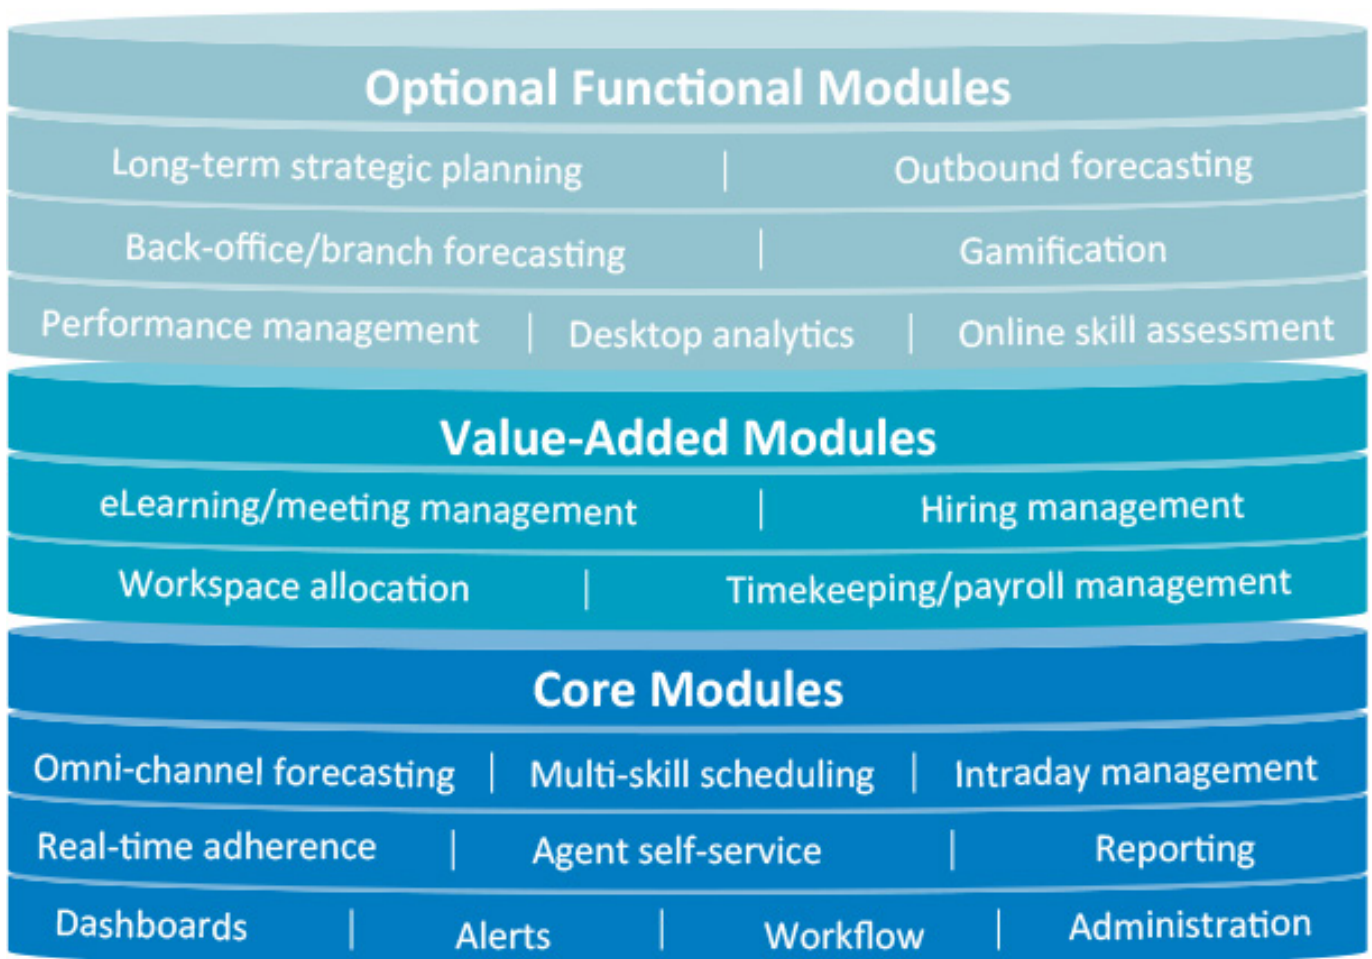 Optional Functional Modules
Long-term strategic planning | Outbound forecasting
Back-office/branch forecasting | Gamification
Performance management | Desktop analytics | Online skill assessment
Value-Added Modules
eLearning/meeting management | Hiring management
Workspace allocation | Timekeeping/payroll management
Core Modules
Omni-channel forecasting | Multi-skill scheduling | Intraday management
Real-time adherence | Agent self-service | Reporting
Dashboards | Alerts | Workflow | Administration